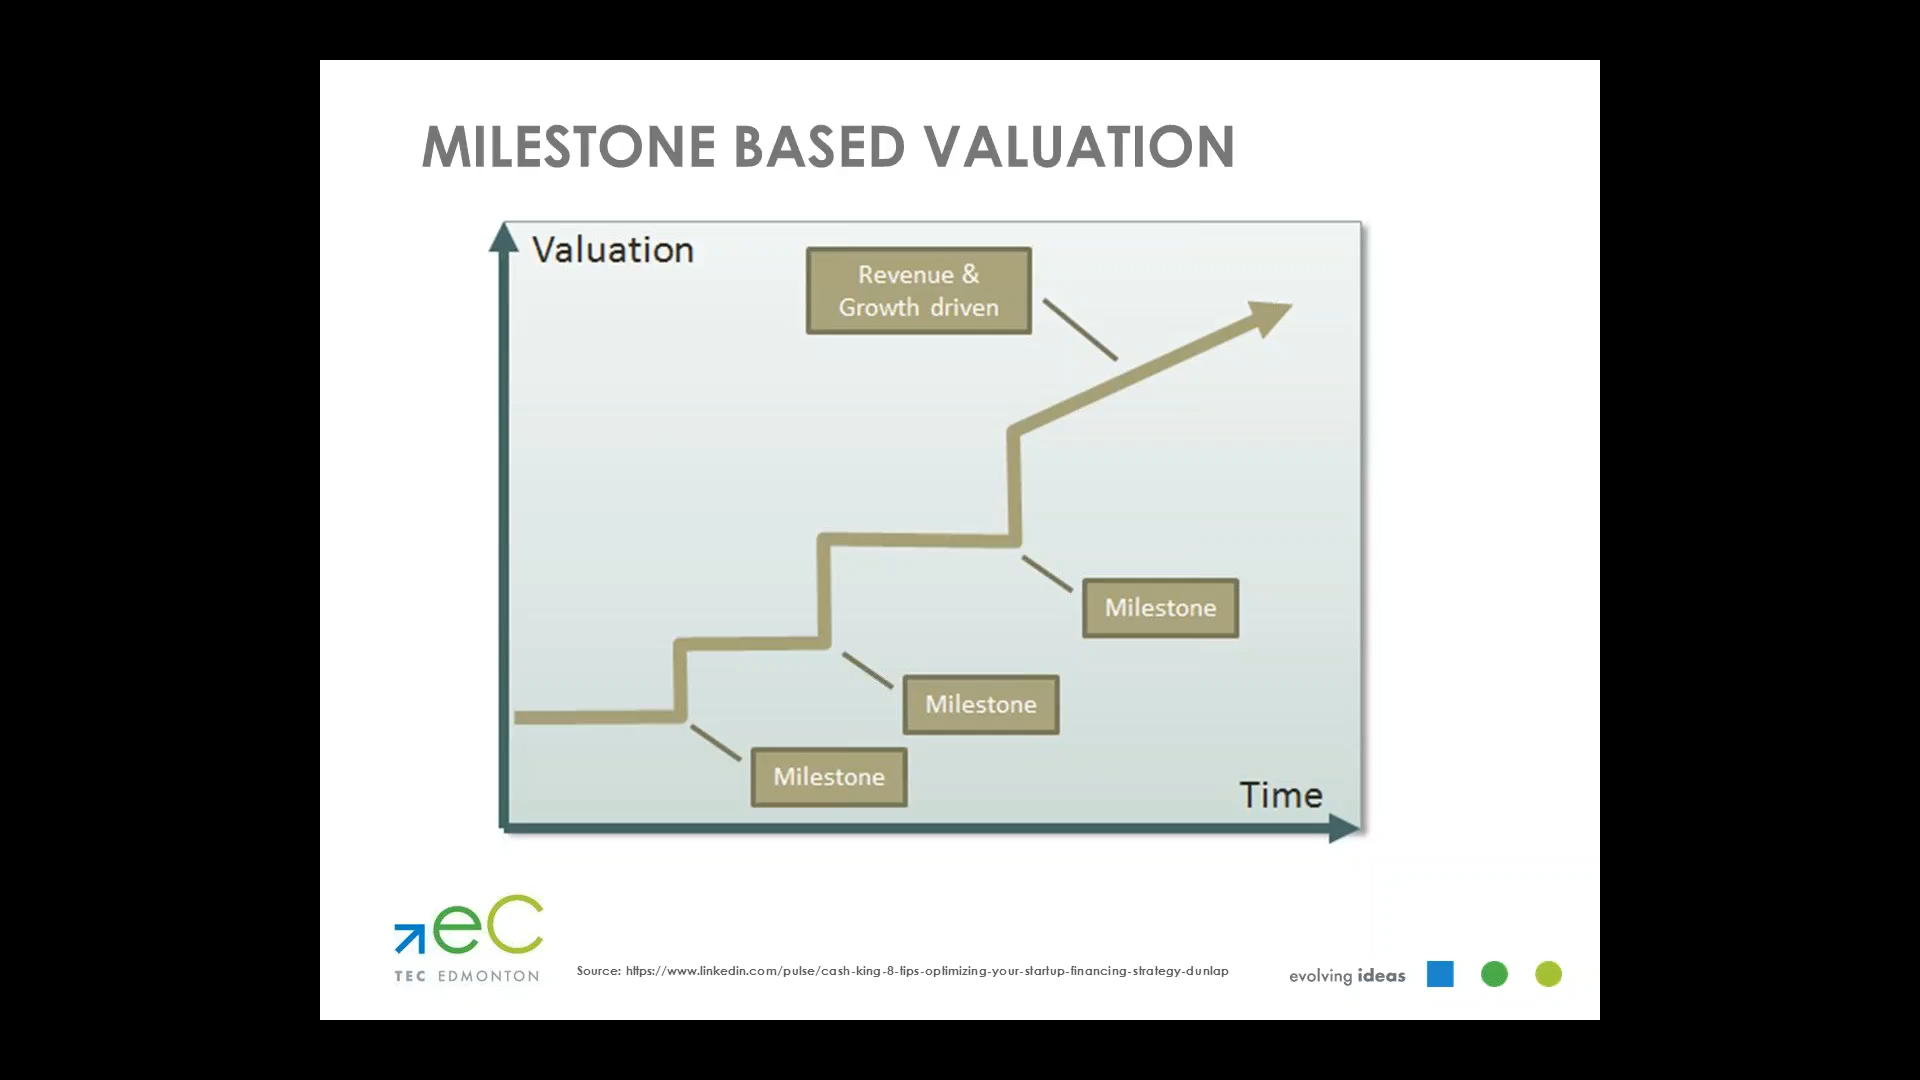 MILESTONE BASED VALUATION
Valuation
Revenue &
Growth driven
Milestone
Milestone
Milestone
Time
eC
TEC EDMONTON
Source: https://www.linkedin.com/pulse/cash-king-8-tips-optimizing-your-startup-financing-strategy-dunlap
evolving ideas